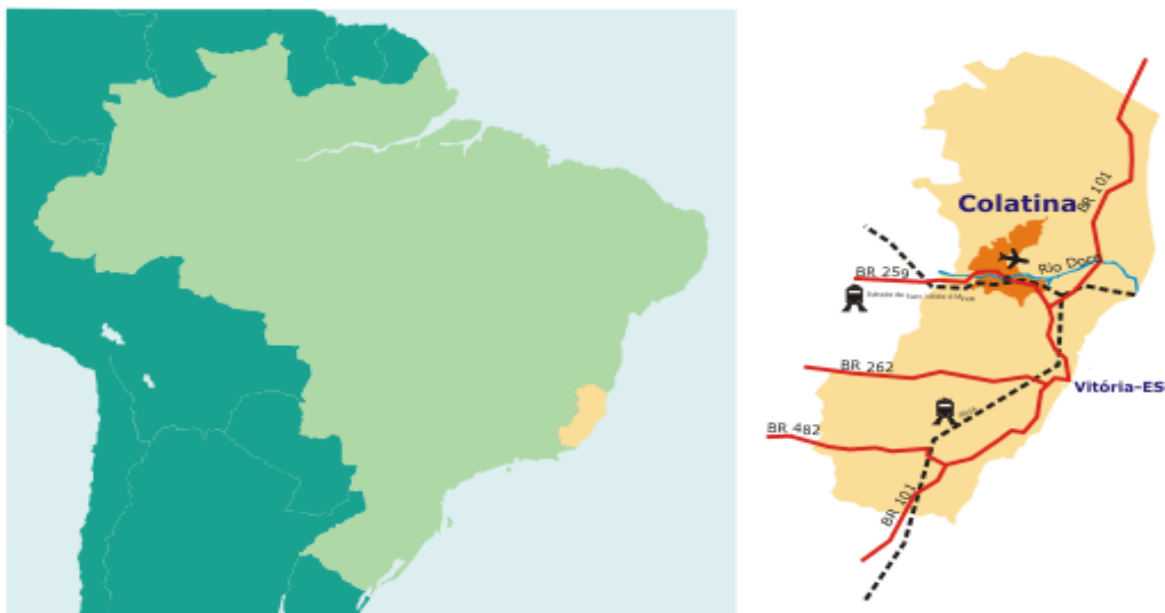 BR 101
Colatina
Rio Doce
BR 259
BR 262
Vitória-ES
BR 482
BR 101